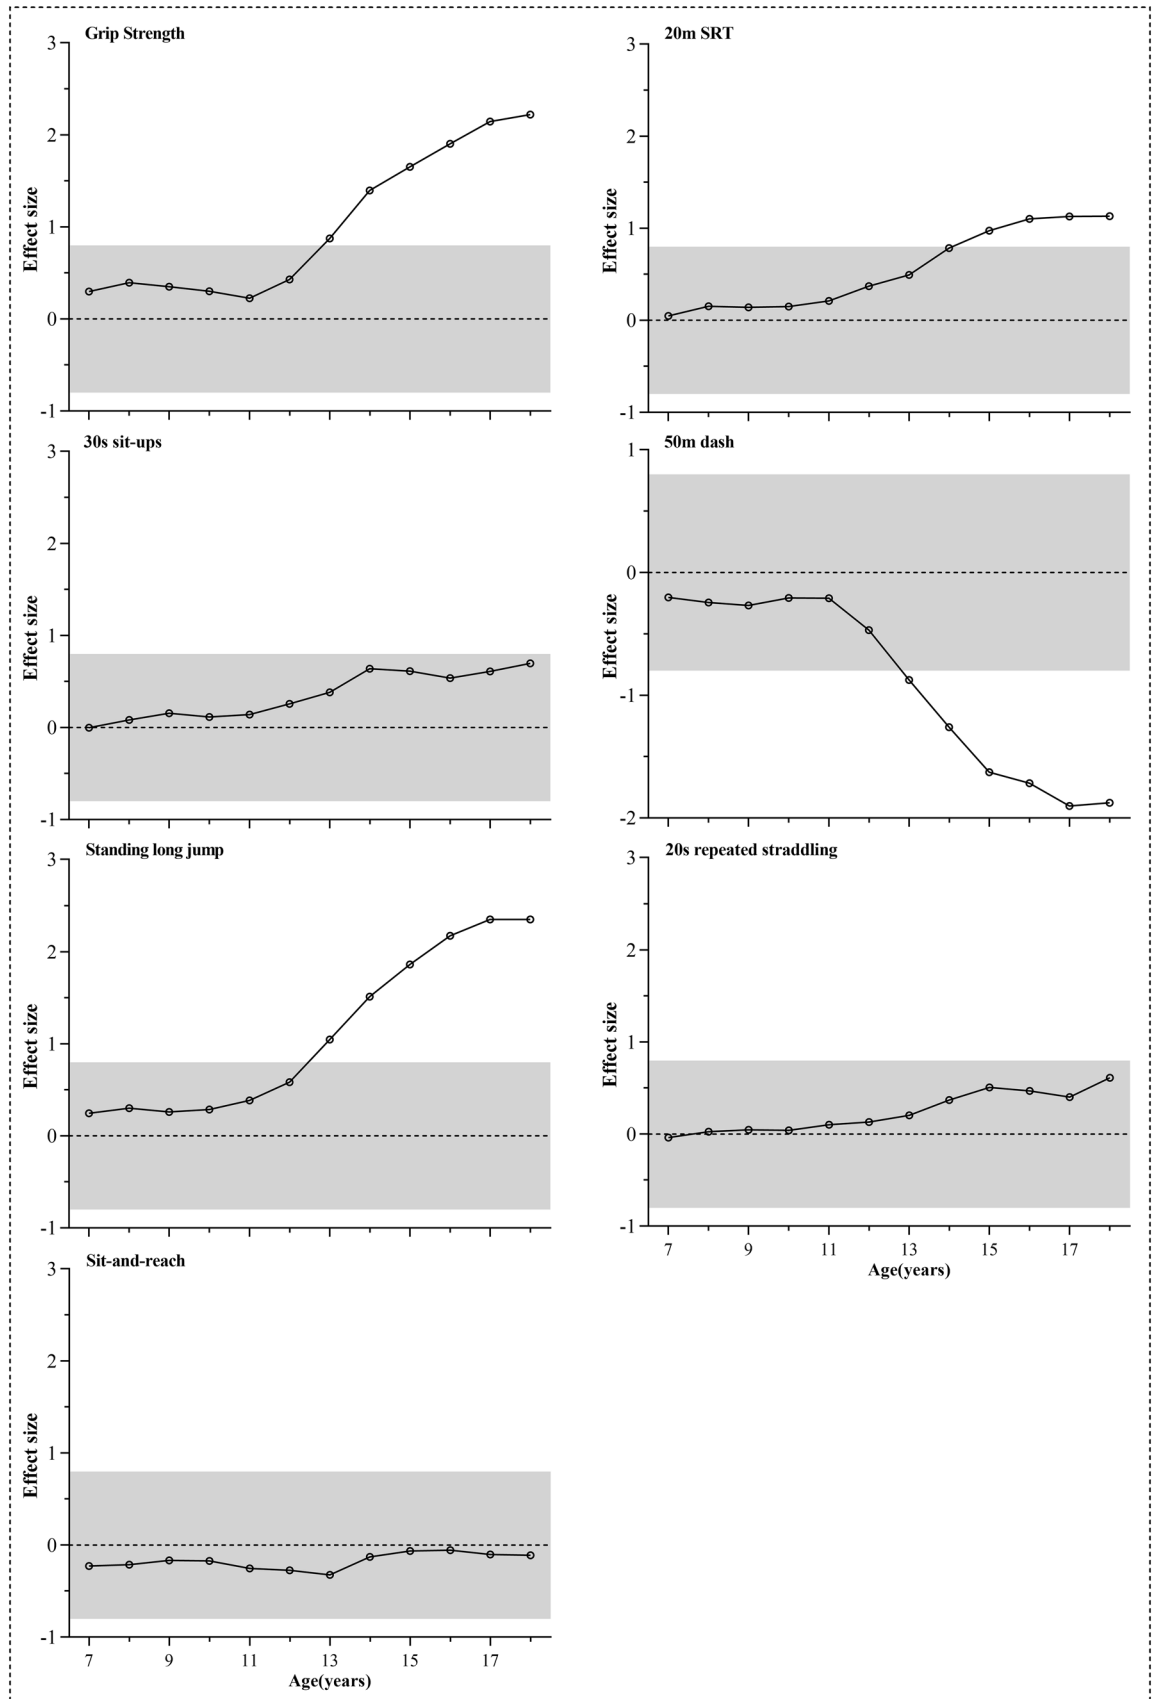 Grip Strength
3
2
1
0
-1
Effect size
20m SRT
3
2
1
0
-1
Effect size
30s sit-ups
3
2
1
0
-1
Effect size
50m dash
1
0
-1
-2
Effect size
Standing long jump
3
2
1
0
-1
Effect size
20s repeated straddling
3
2
1
0
-1
Effect size
7 9 11 13 15 17
Age(years)
Sit-and-reach
3
2
1
0
-1
Effect size
7 9 11 13 15 17
Age(years)